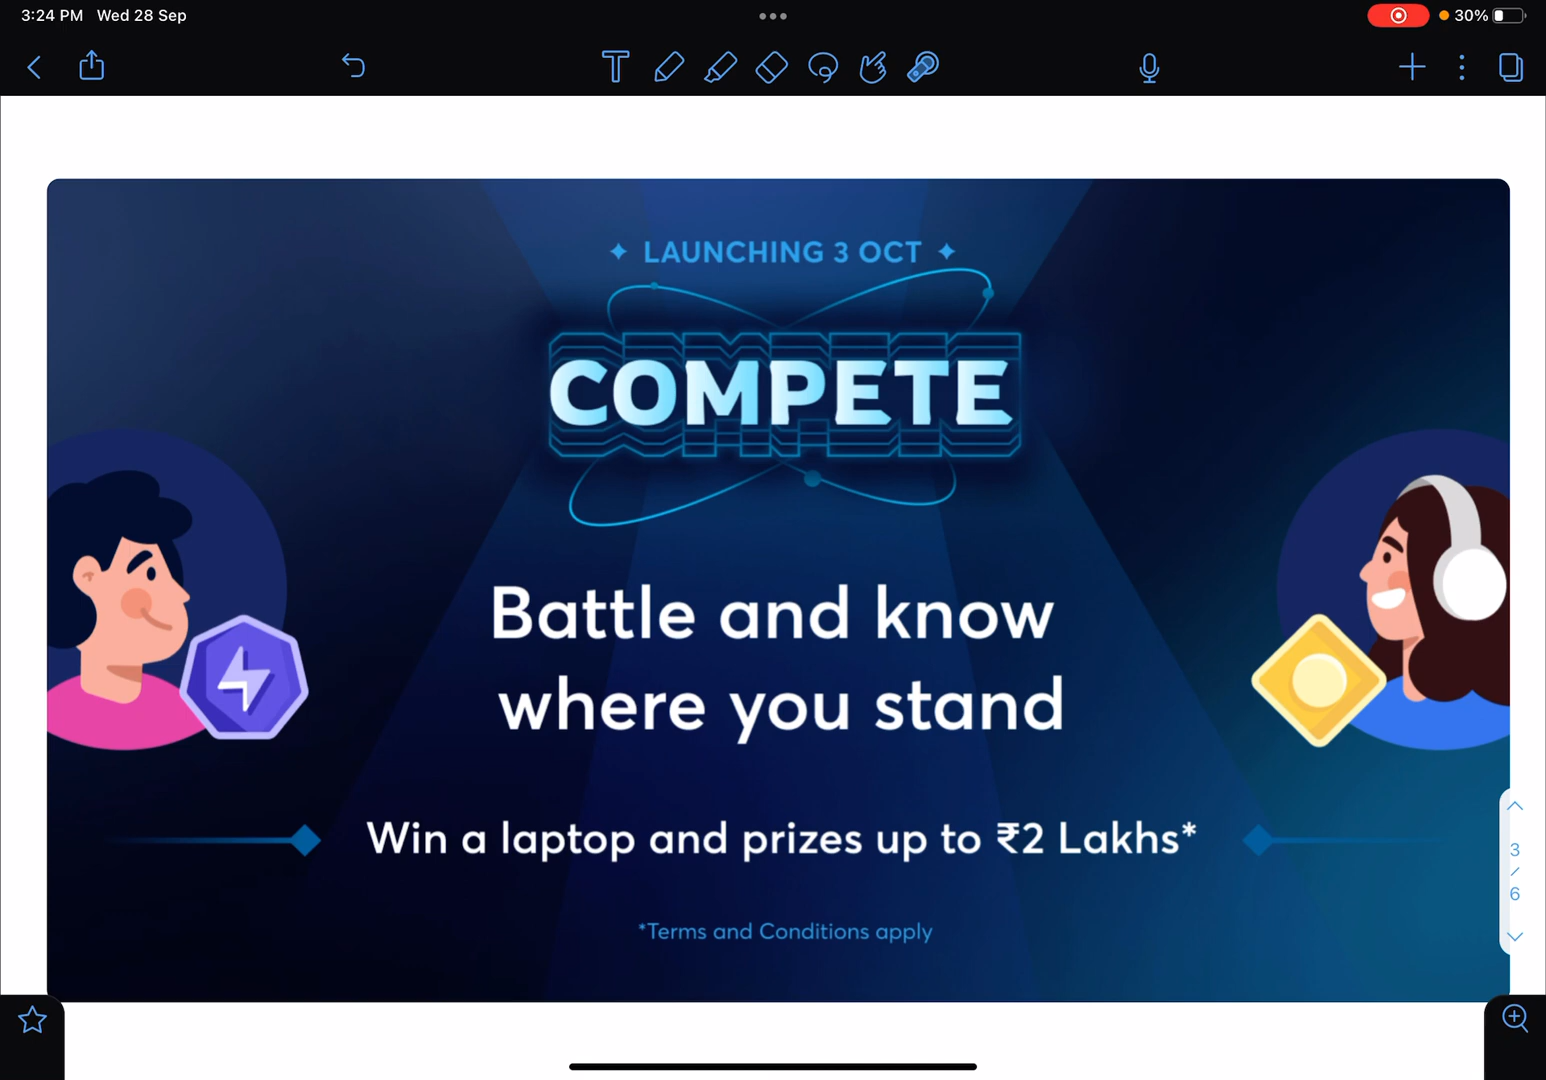 3:24 PM Wed 28 Sep
30%
LAUNCHING 3 OCT
COMPETE
Battle and know
where you stand
Win a laptop and prizes up to ₹2 Lakhs*
*Terms and Conditions apply
3
/
6